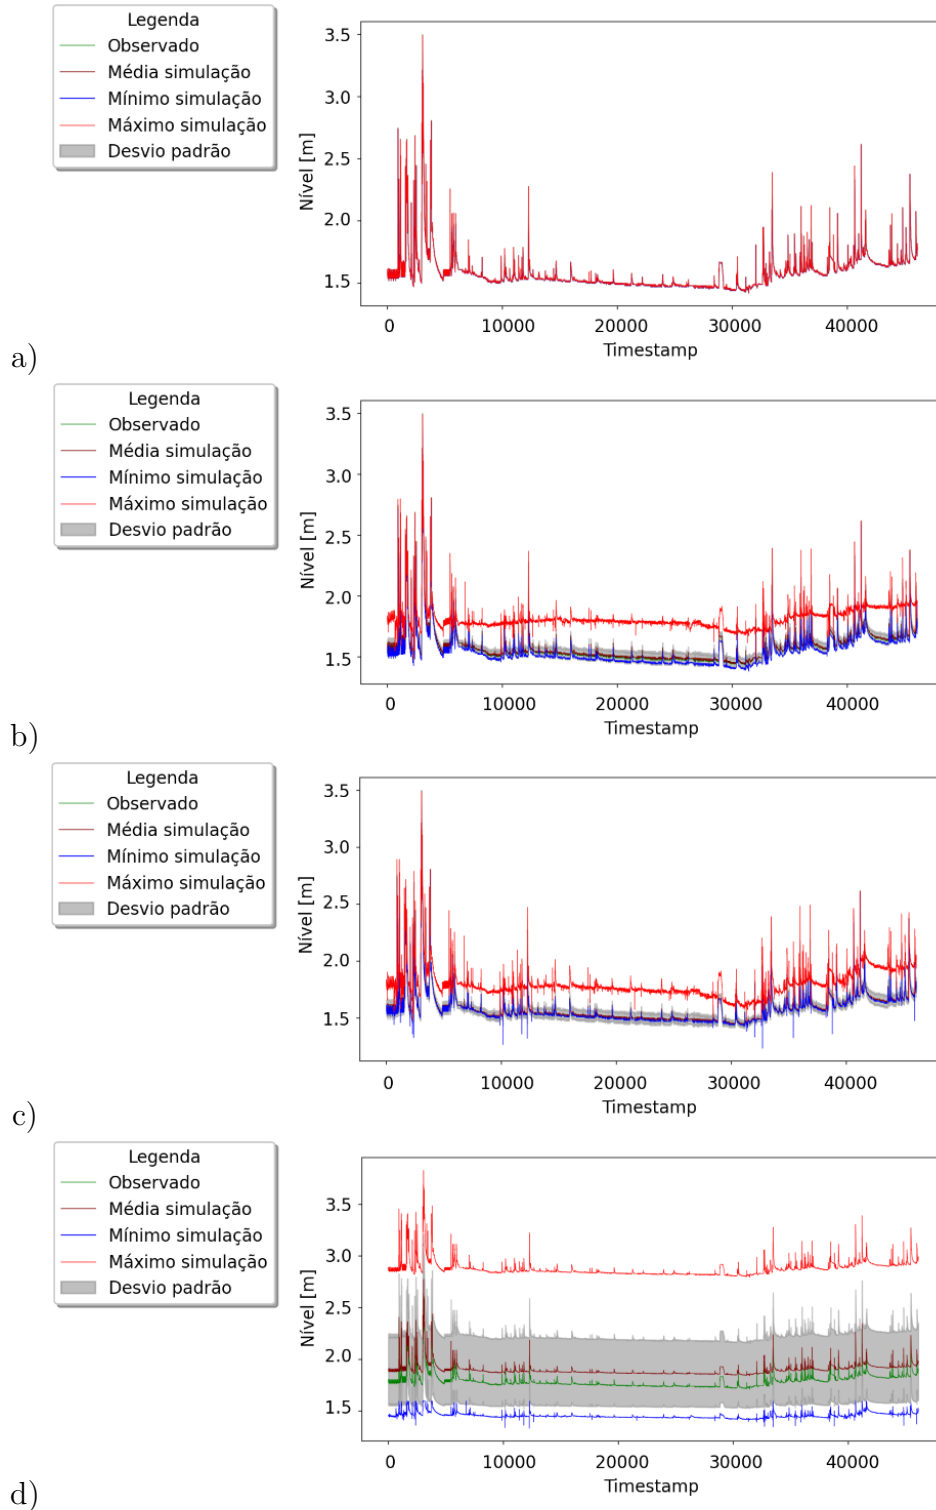 Legenda
Observado
Média simulação
Mínimo simulação
Máximo simulação
Desvio padrão
Nível [m]
3.5
3.0
2.5
2.0
1.5
0 10000 20000 30000 40000
Timestamp
a)
Legenda
Observado
Média simulação
Mínimo simulação
Máximo simulação
Desvio padrão
Nível [m]
3.5
3.0
2.5
2.0
1.5
0 10000 20000 30000 40000
Timestamp
b)
Legenda
Observado
Média simulação
Mínimo simulação
Máximo simulação
Desvio padrão
Nível [m]
3.5
3.0
2.5
2.0
1.5
0 10000 20000 30000 40000
Timestamp
c)
Legenda
Observado
Média simulação
Mínimo simulação
Máximo simulação
Desvio padrão
Nível [m]
3.5
3.0
2.5
2.0
1.5
0 10000 20000 30000 40000
Timestamp
d)